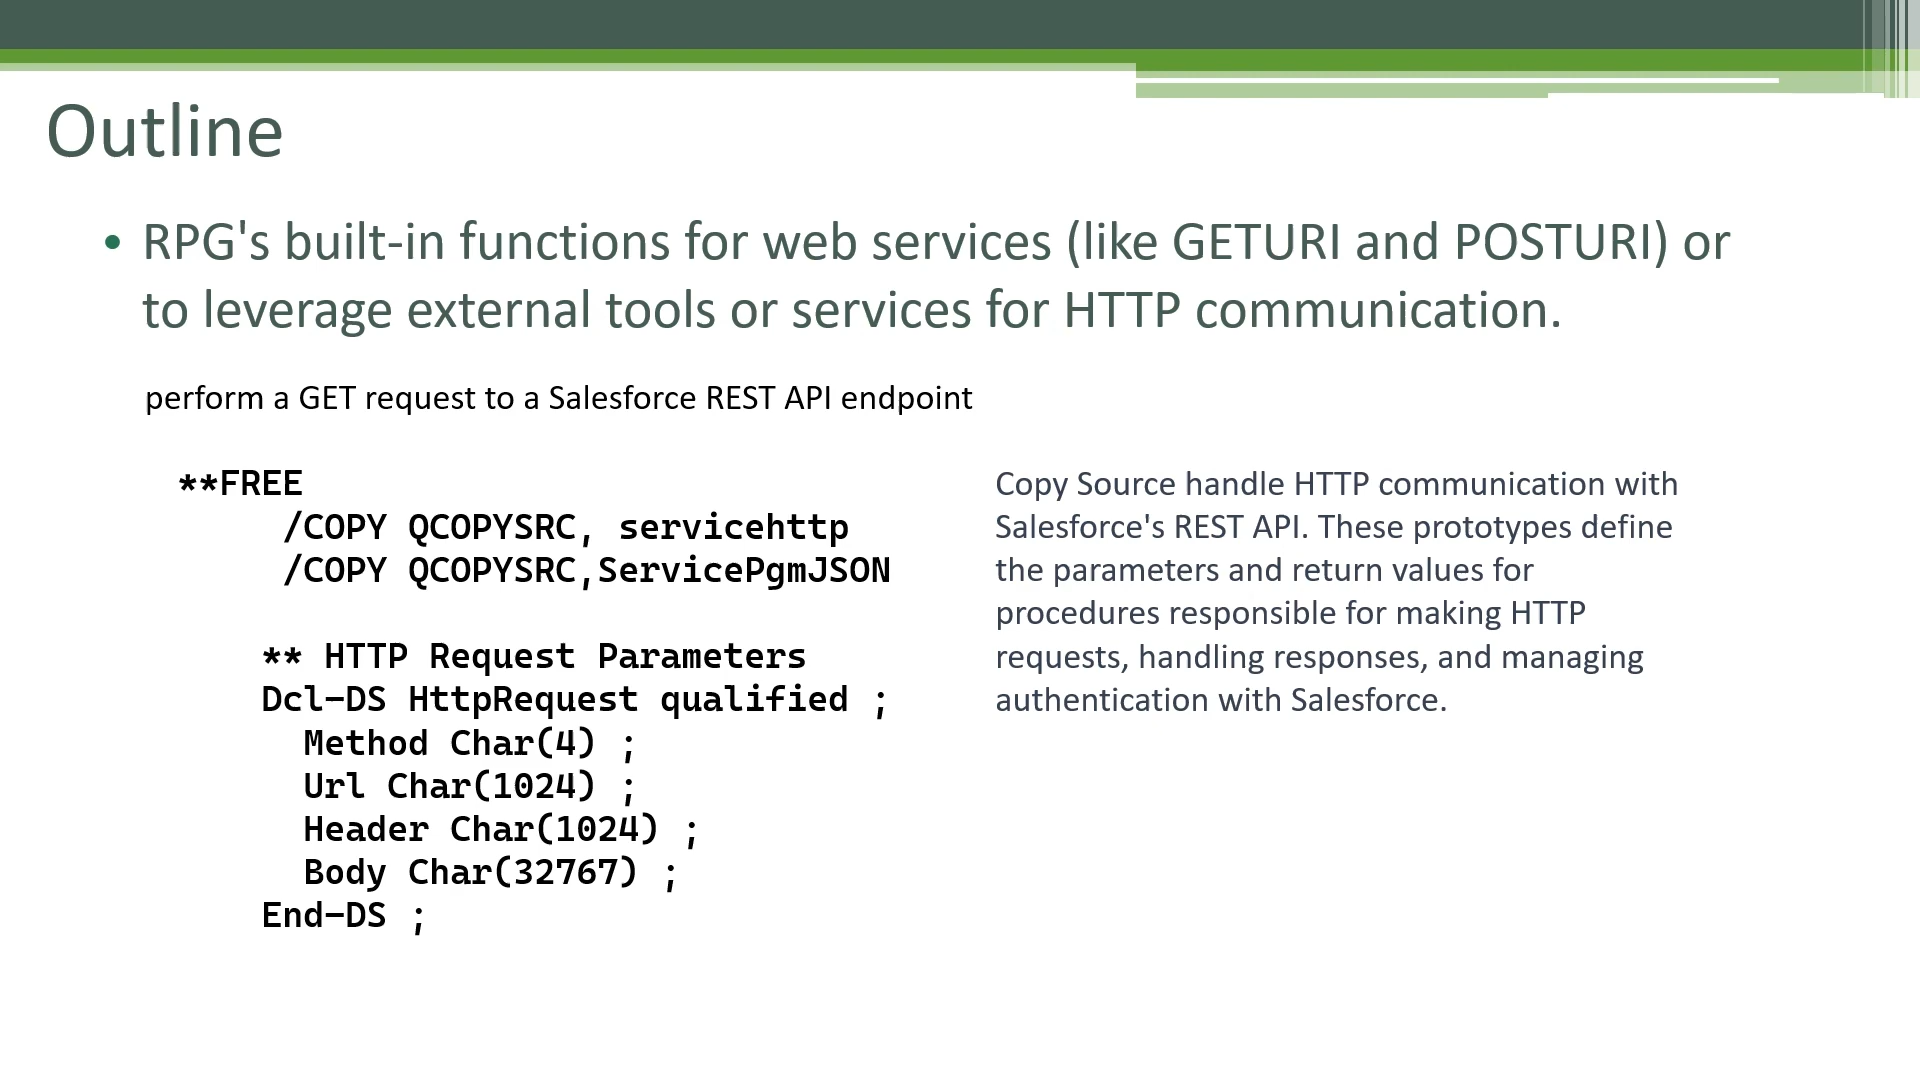 Outline
• RPG's built-in functions for web services (like GETURI and POSTURI) or
to leverage external tools or services for HTTP communication.
perform a GET request to a Salesforce REST API endpoint
**FREE
/COPY QCOPYSRC, servicehttp
/COPY QCOPYSRC,ServicePgmJSON
** HTTP Request Parameters
Dcl-DS HttpRequest qualified ;
Method Char(4) ;
Url Char(1024) ;
Header Char(1024) ;
Body Char(32767) ;
End-DS ;
Copy Source handle HTTP communication with
Salesforce's REST API. These prototypes define
the parameters and return values for
procedures responsible for making HTTP
requests, handling responses, and managing
authentication with Salesforce.